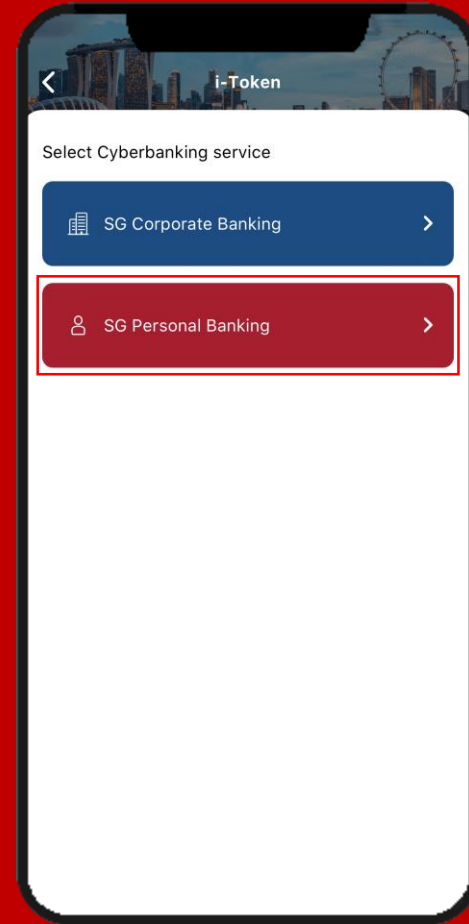 i-Token
Select Cyberbanking service
SG Corporate Banking
SG Personal Banking